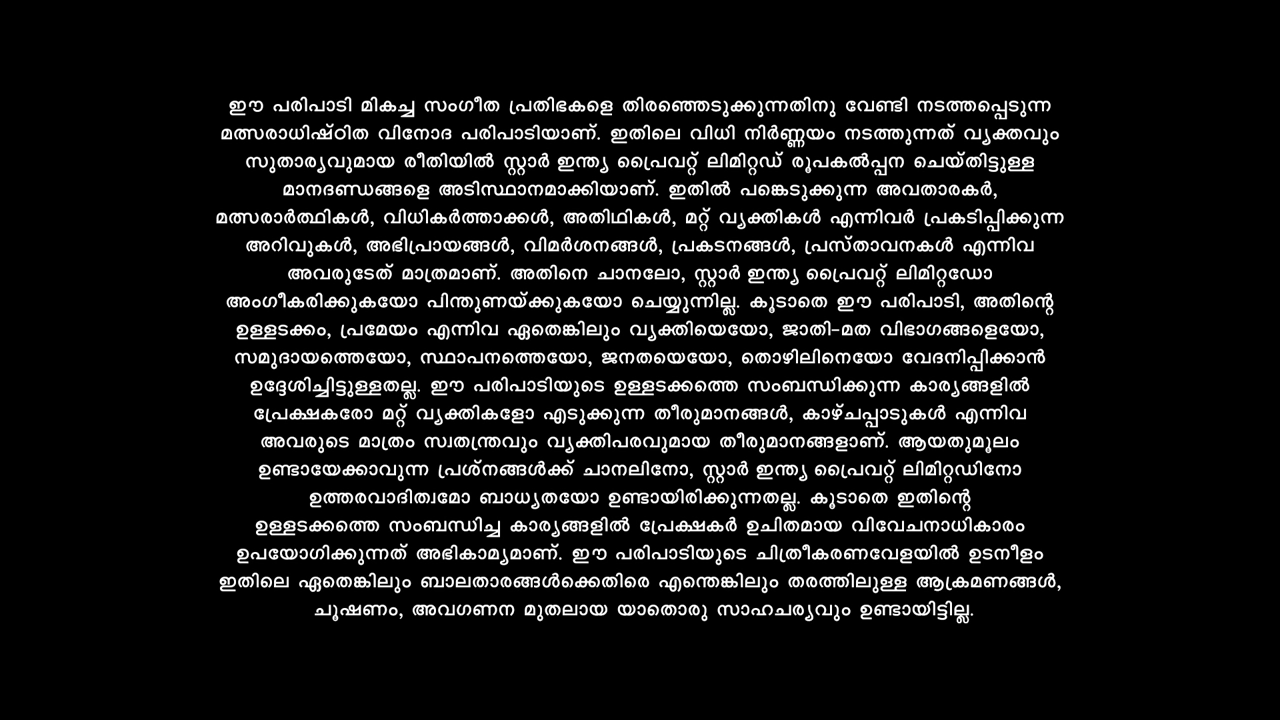 ഈ പരിപാടി മികച്ച സംഗീത പ്രതിഭകളെ തിരഞ്ഞെടുക്കുന്നതിനു വേണ്ടി നടത്തപ്പെടുന്ന
മത്സരാധിഷ്ഠിത വിനോദ പരിപാടിയാണ്. ഇതിലെ വിധി നിർണ്ണയം നടത്തുന്നത് വ്യക്തവും
സുതാര്യവുമായ രീതിയിൽ സ്റ്റാർ ഇന്ത്യ പ്രൈവറ്റ് ലിമിറ്റഡ് രൂപകൽപ്പന ചെയ്തിട്ടുള്ള
മാനദണ്ഡങ്ങളെ അടിസ്ഥാനമാക്കിയാണ്. ഇതിൽ പങ്കെടുക്കുന്ന അവതാരകർ,
മത്സരാർത്ഥികൾ, വിധികർത്താക്കൾ, അതിഥികൾ, മറ്റ് വ്യക്തികൾ എന്നിവർ പ്രകടിപ്പിക്കുന്ന
അറിവുകൾ, അഭിപ്രായങ്ങൾ, വിമർശനങ്ങൾ, പ്രകടനങ്ങൾ, പ്രസ്താവനകൾ എന്നിവ
അവരുടേത് മാത്രമാണ്. അതിനെ ചാനലോ, സ്റ്റാർ ഇന്ത്യ പ്രൈവറ്റ് ലിമിറ്റഡോ
അംഗീകരിക്കുകയോ പിന്തുണയ്ക്കുകയോ ചെയ്യുന്നില്ല. കൂടാതെ ഈ പരിപാടി, അതിന്റെ
ഉള്ളടക്കം, പ്രമേയം എന്നിവ ഏതെങ്കിലും വ്യക്തിയെയോ, ജാതി-മത വിഭാഗങ്ങളെയോ,
സമുദായത്തെയോ, സ്ഥാപനത്തെയോ, ജനതയെയോ, തൊഴിലിനെയോ വേദനിപ്പിക്കാൻ
ഉദ്ദേശിച്ചിട്ടുള്ളതല്ല. ഈ പരിപാടിയുടെ ഉള്ളടക്കത്തെ സംബന്ധിക്കുന്ന കാര്യങ്ങളിൽ
പ്രേക്ഷകരോ മറ്റ് വ്യക്തികളോ എടുക്കുന്ന തീരുമാനങ്ങൾ, കാഴ്ചപ്പാടുകൾ എന്നിവ
അവരുടെ മാത്രം സ്വതന്ത്രവും വ്യക്തിപരവുമായ തീരുമാനങ്ങളാണ്. ആയതുമൂലം
ഉണ്ടായേക്കാവുന്ന പ്രശ്നങ്ങൾക്ക് ചാനലിനോ, സ്റ്റാർ ഇന്ത്യ പ്രൈവറ്റ് ലിമിറ്റഡിനോ
ഉത്തരവാദിത്വമോ ബാധ്യതയോ ഉണ്ടായിരിക്കുന്നതല്ല. കൂടാതെ ഇതിന്റെ
ഉള്ളടക്കത്തെ സംബന്ധിച്ച കാര്യങ്ങളിൽ പ്രേക്ഷകർ ഉചിതമായ വിവേചനാധികാരം
ഉപയോഗിക്കുന്നത് അഭികാമ്യമാണ്. ഈ പരിപാടിയുടെ ചിത്രീകരണവേളയിൽ ഉടനീളം
ഇതിലെ ഏതെങ്കിലും ബാലതാരങ്ങൾക്കെതിരെ എന്തെങ്കിലും തരത്തിലുള്ള ആക്രമണങ്ങൾ,
ചൂഷണം, അവഗണന മുതലായ യാതൊരു സാഹചര്യവും ഉണ്ടായിട്ടില്ല.